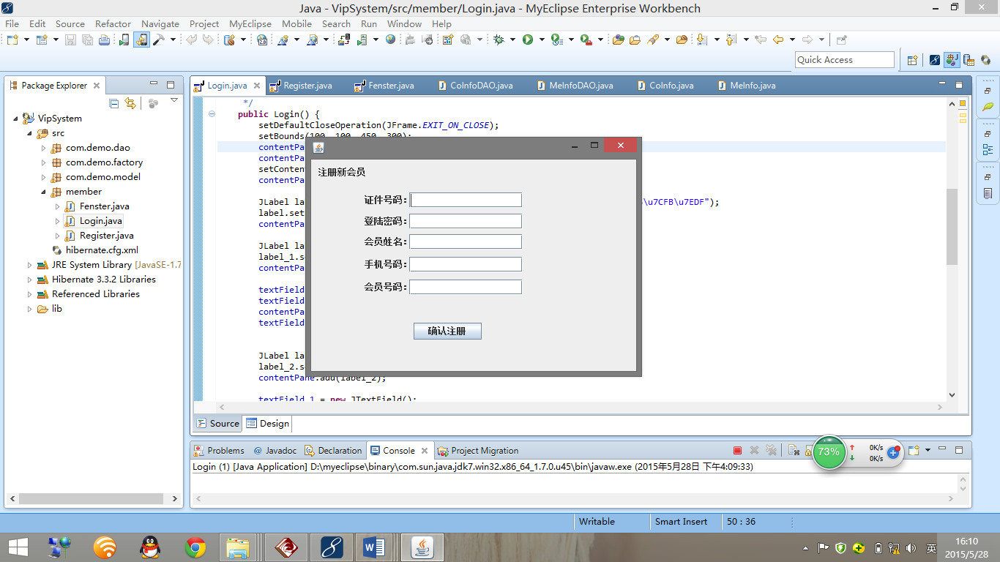 Java - VipSystem/src/member/Login.java - MyEclipse Enterprise Workbench
File Edit Source Refactor Navigate Project MyEclipse Mobile Search Run Window Help
Quick Access
Package Explorer
VipSystem
src
com.demo.dao
com.demo.factory
com.demo.model
member
Fenster.java
Login.java
Register.java
hibernate.cfg.xml
JRE System Library [JavaSE-1.7
Hibernate 3.3.2 Libraries
Referenced Libraries
lib
Login.java Register.java Fenster.java CoInfoDAO.java MeInfoDAO.java CoInfo.java MeInfo.java
*/
public Login() {
setDefaultCloseOperation(JFrame.EXIT_ON_CLOSE);
setBounds(100, 100, 450, 300);
contentPa
contentPa
setConten
contentPa
JLabel la \u7CFB\u7EDF");
label.set
contentPa
JLabel la
label_1.s
contentPa
textField
textField
contentPa
textField
JLabel la
label_2.s
contentPane.add(label_2);
textField_1 = new JTextField();
注册新会员
证件号码:
登陆密码:
会员姓名:
手机号码:
会员号码:
确认注册
Source Design
Problems Javadoc Declaration Console Project Migration
Login (1) [Java Application] D:\myeclipse\binary\com.sun.java.jdk7.win32.x86_64_1.7.0.u45\bin\javaw.exe (2015年5月28日 下午4:09:33)
73%
0K/s
0K/s
Writable Smart Insert 50 : 36
英
16:10
2015/5/28